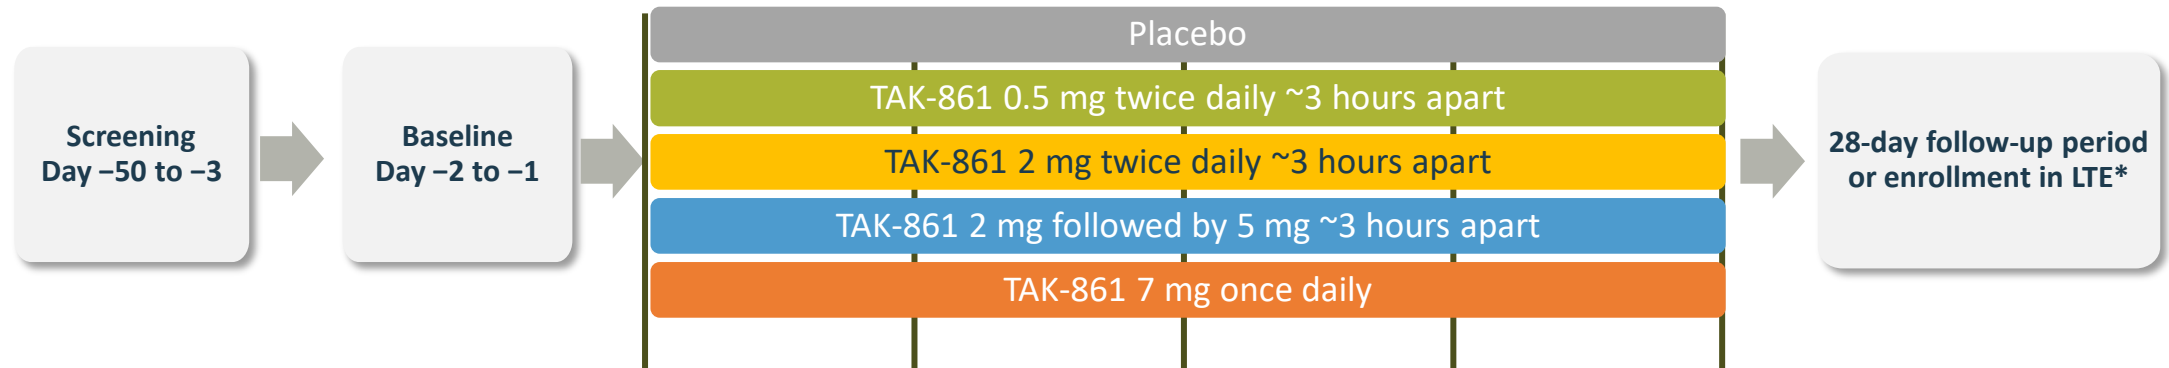 Screening
Day −50 to −3
Baseline
Day −2 to −1
Placebo
TAK-861 0.5 mg twice daily ~3 hours apart
TAK-861 2 mg twice daily ~3 hours apart
TAK-861 2 mg followed by 5 mg ~3 hours apart
TAK-861 7 mg once daily
28-day follow-up period
or enrollment in LTE*